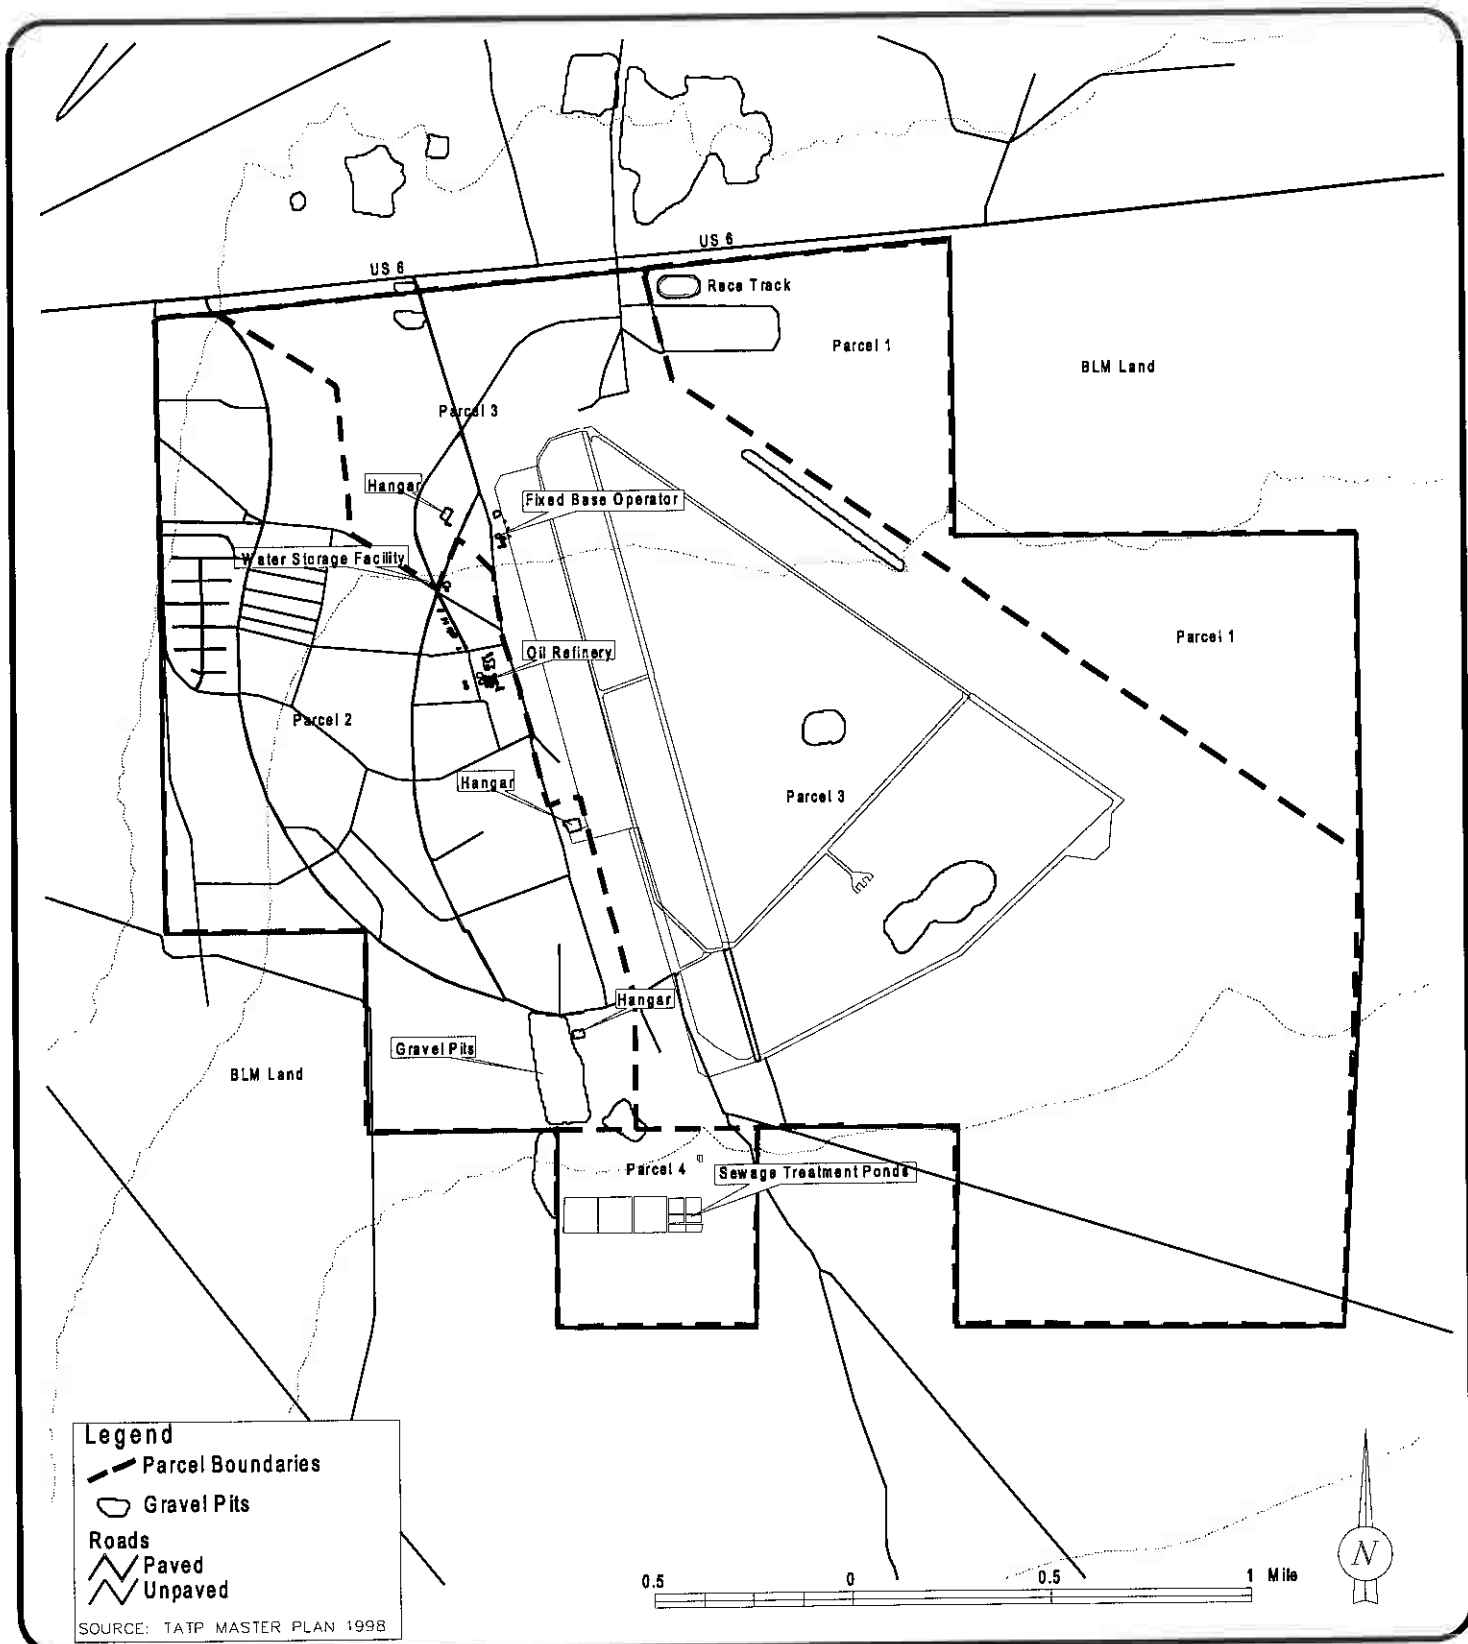 US 6
US 6
Race Track
Parcel 1
BLM Land
Parcel 3
Hangar
Fixed Base Operator
Water Storage Facility
Parcel 1
Oil Refinery
Parcel 2
Hangar
Parcel 3
Hangar
Gravel Pits
BLM Land
Parcel 4
Sewage Treatment Ponds
Legend
Parcel Boundaries
Gravel Pits
Roads
Paved
Unpaved
SOURCE: TATP MASTER PLAN 1998
0.5 0 0.5 1 Mile
N